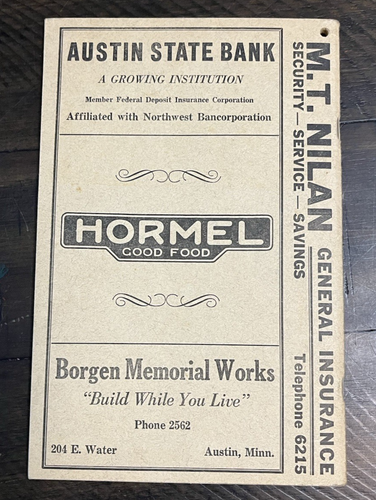 AUSTIN STATE BANK
A GROWING INSTITUTION
Member Federal Deposit Insurance Corporation
Affiliated with Northwest Bancorporation
HORMEL
GOOD FOOD
Borgen Memorial Works
"Build While You Live"
Phone 2562
204 E. Water Austin, Minn.
M.T. NILAN GENERAL INSURANCE
SECURITY — SERVICE — SAVINGS Telephone 6215